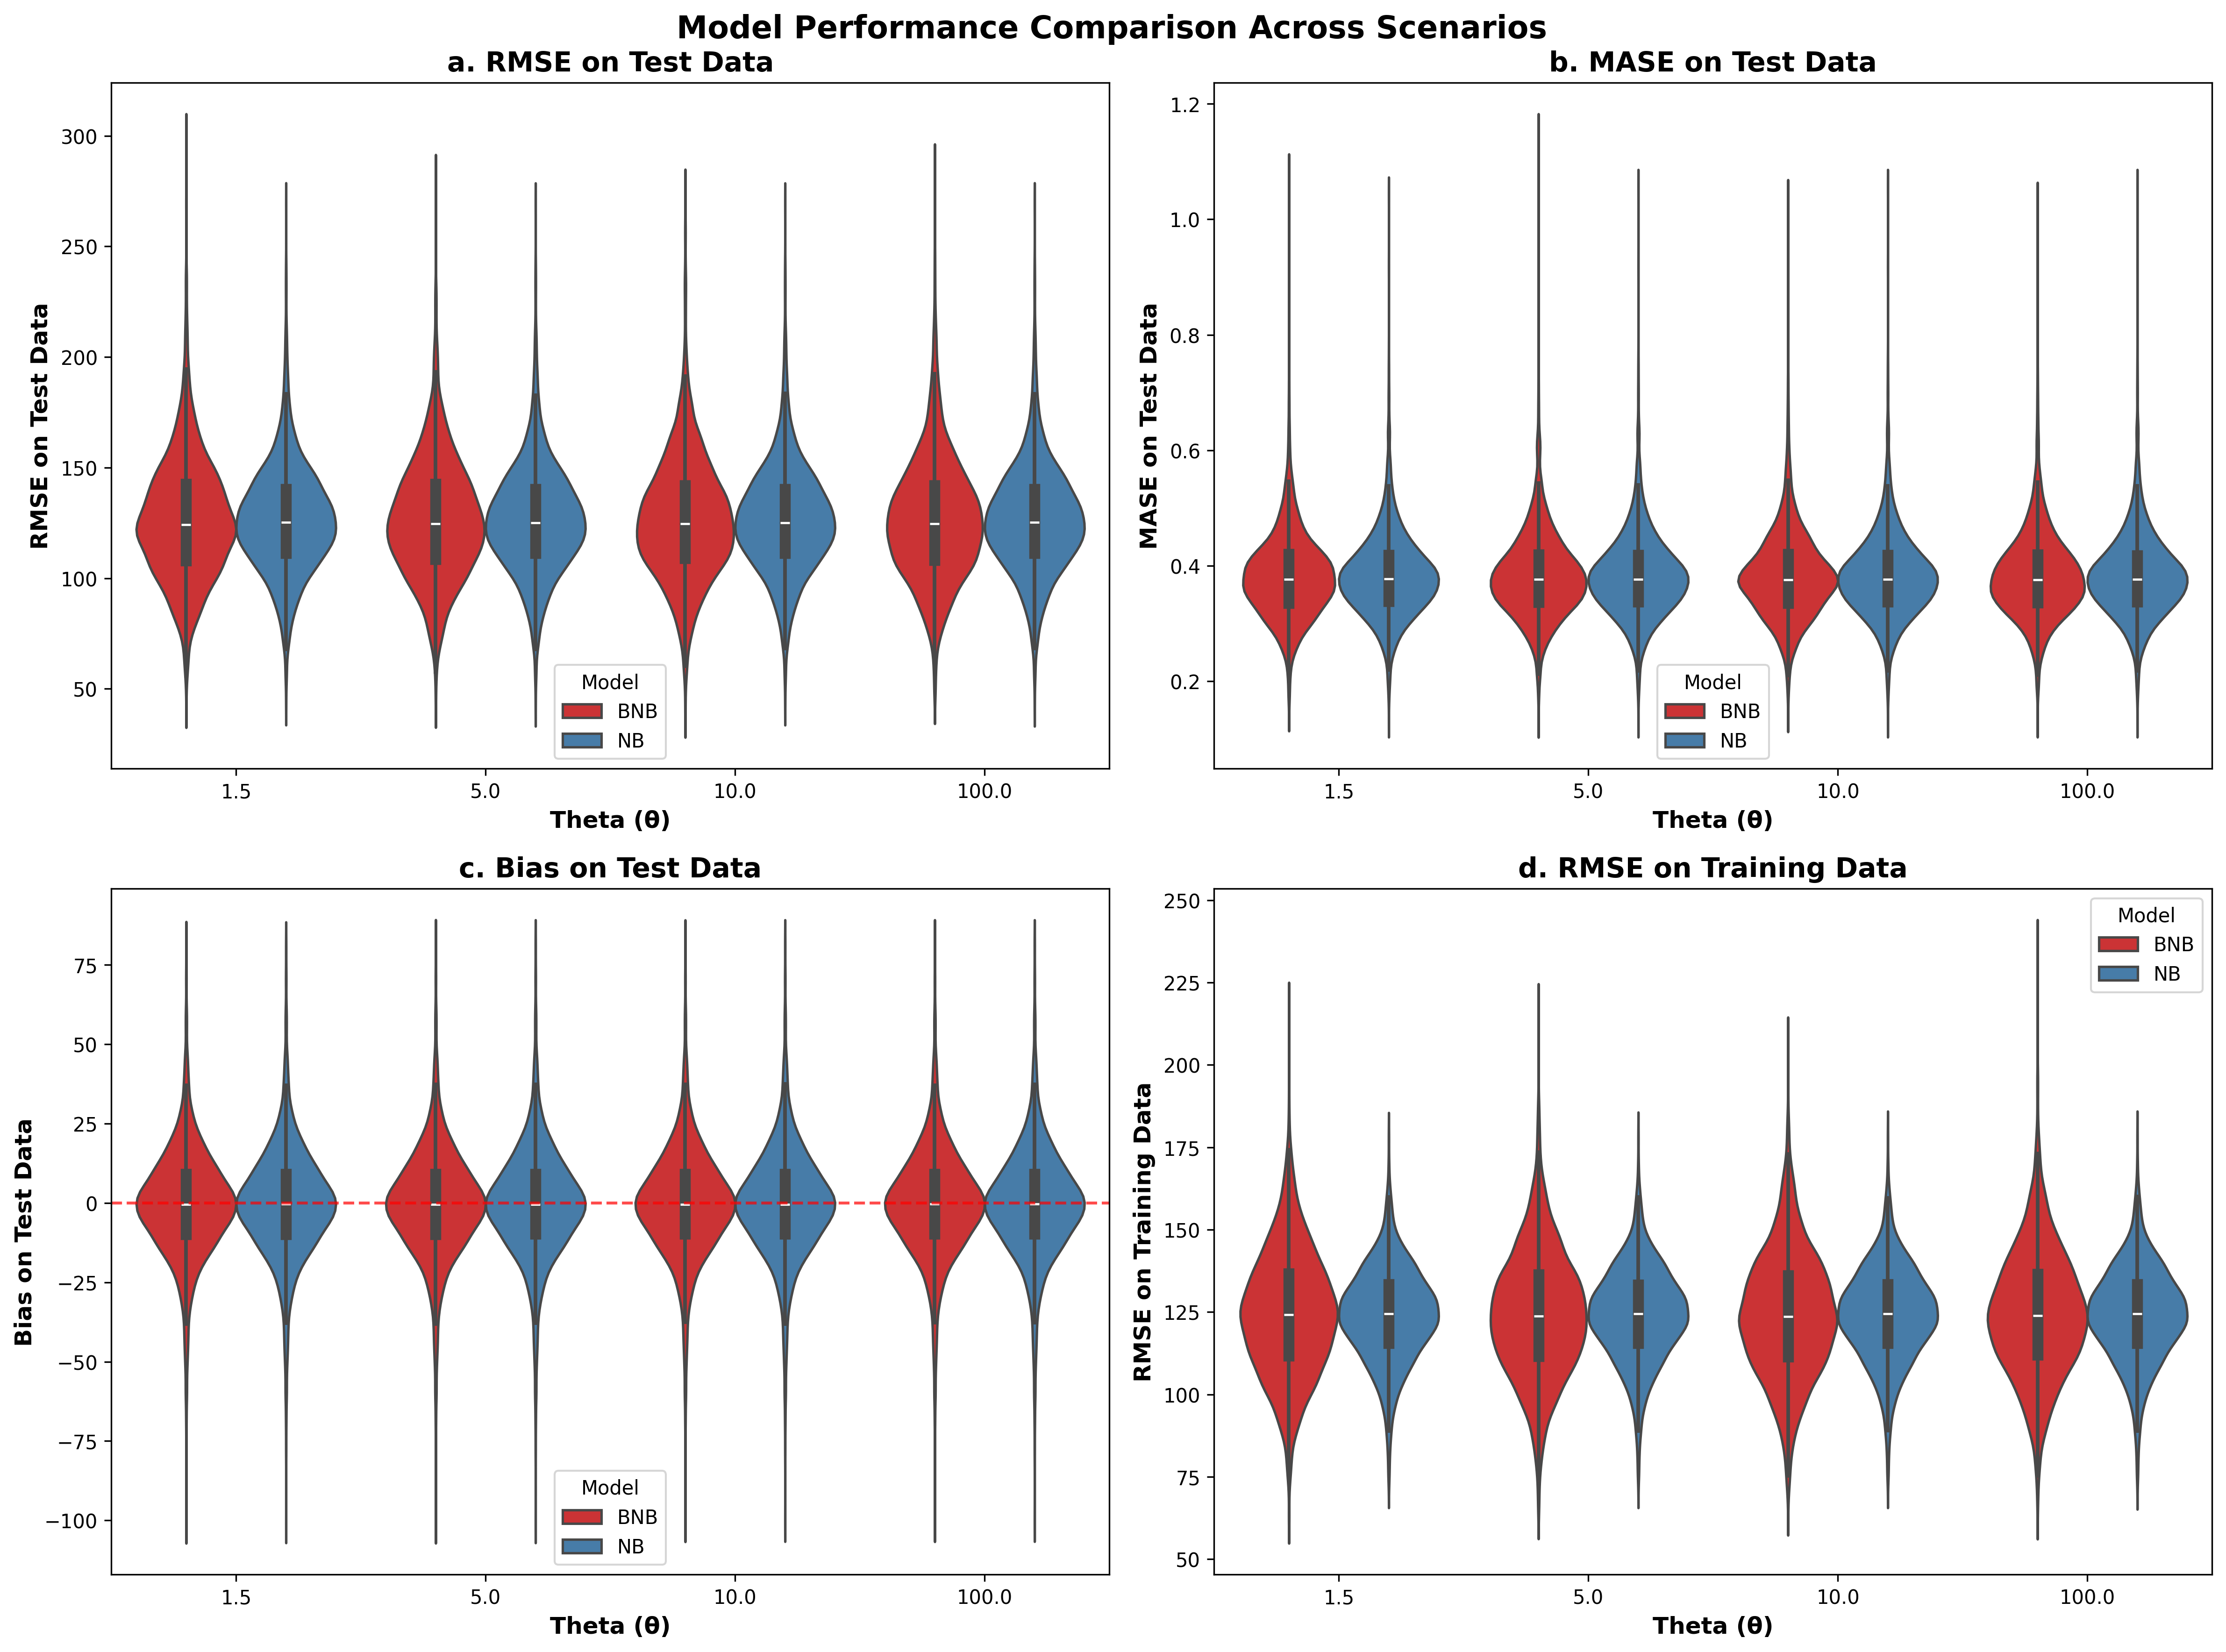 Model Performance Comparison Across Scenarios
a. RMSE on Test Data
RMSE on Test Data
300
250
200
150
100
50
Model
BNB
NB
1.5 5.0 10.0 100.0
Theta (θ)
b. MASE on Test Data
MASE on Test Data
1.2
1.0
0.8
0.6
0.4
0.2
Model
BNB
NB
1.5 5.0 10.0 100.0
Theta (θ)
c. Bias on Test Data
Bias on Test Data
75
50
25
0
−25
−50
−75
−100
Model
BNB
NB
1.5 5.0 10.0 100.0
Theta (θ)
d. RMSE on Training Data
RMSE on Training Data
250
225
200
175
150
125
100
75
50
Model
BNB
NB
1.5 5.0 10.0 100.0
Theta (θ)